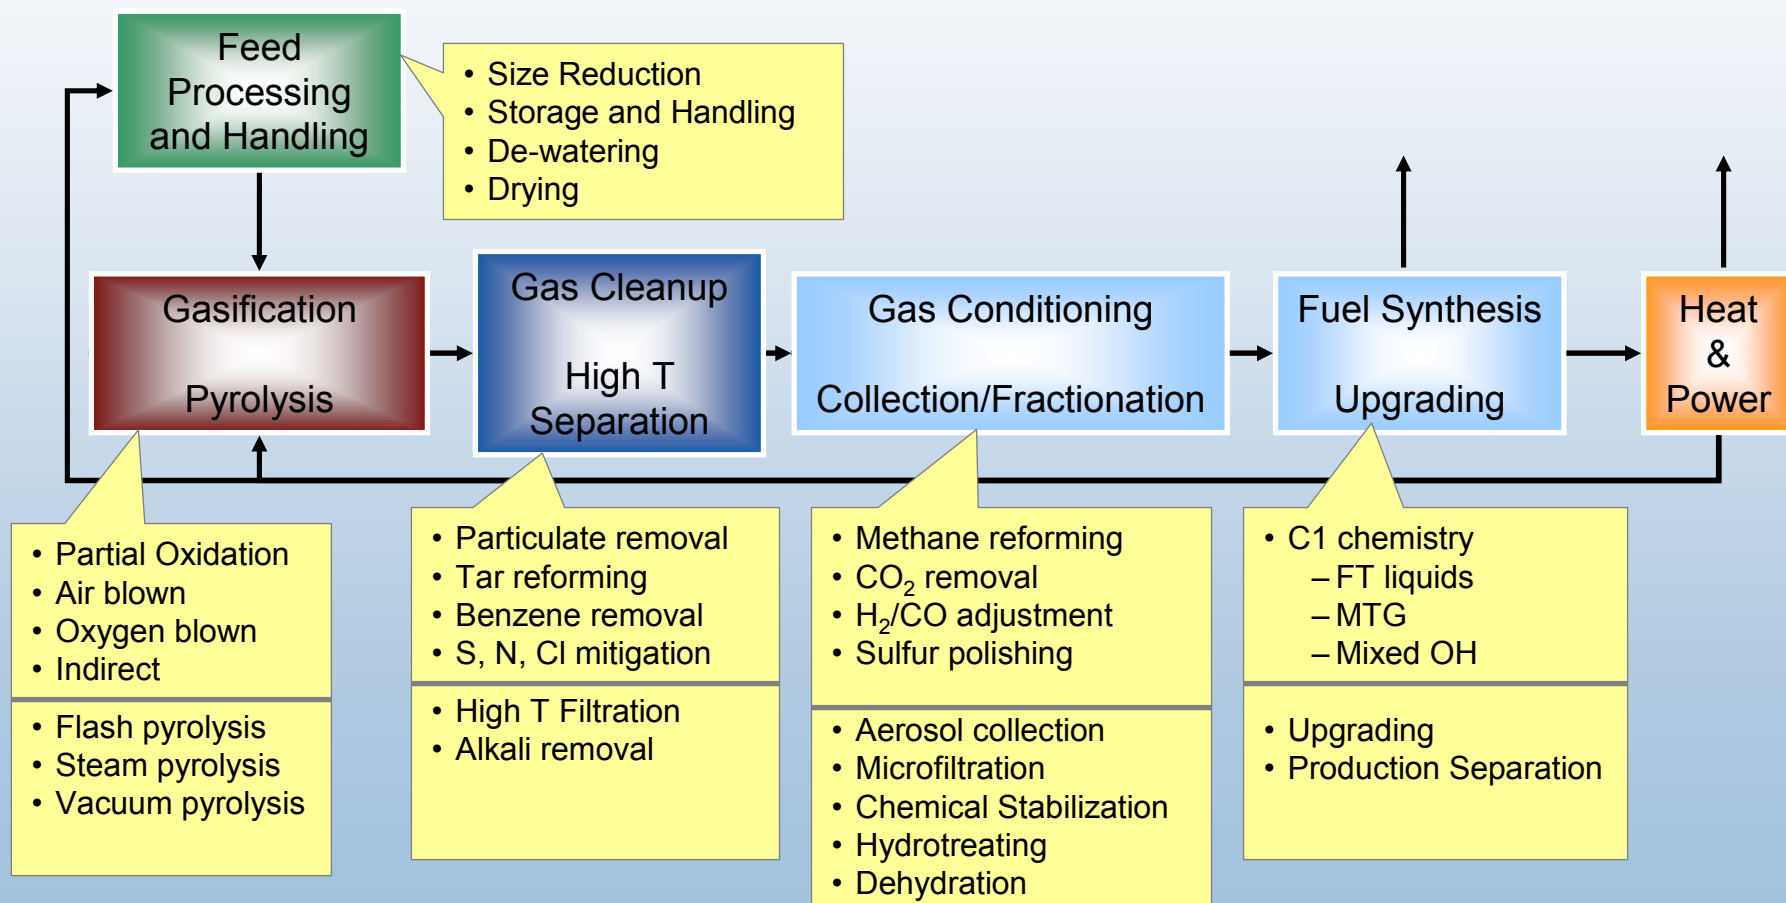 Feed
Processing
and Handling
• Size Reduction
• Storage and Handling
• De-watering
• Drying
Gasification
Pyrolysis
Gas Cleanup
High T
Separation
Gas Conditioning
Collection/Fractionation
Fuel Synthesis
Upgrading
Heat
&
Power
• Partial Oxidation
• Air blown
• Oxygen blown
• Indirect
• Flash pyrolysis
• Steam pyrolysis
• Vacuum pyrolysis
• Particulate removal
• Tar reforming
• Benzene removal
• S, N, Cl mitigation
• High T Filtration
• Alkali removal
• Methane reforming
• CO₂ removal
• H₂/CO adjustment
• Sulfur polishing
• Aerosol collection
• Microfiltration
• Chemical Stabilization
• Hydrotreating
• Dehydration
• C1 chemistry
– FT liquids
– MTG
– Mixed OH
• Upgrading
• Production Separation